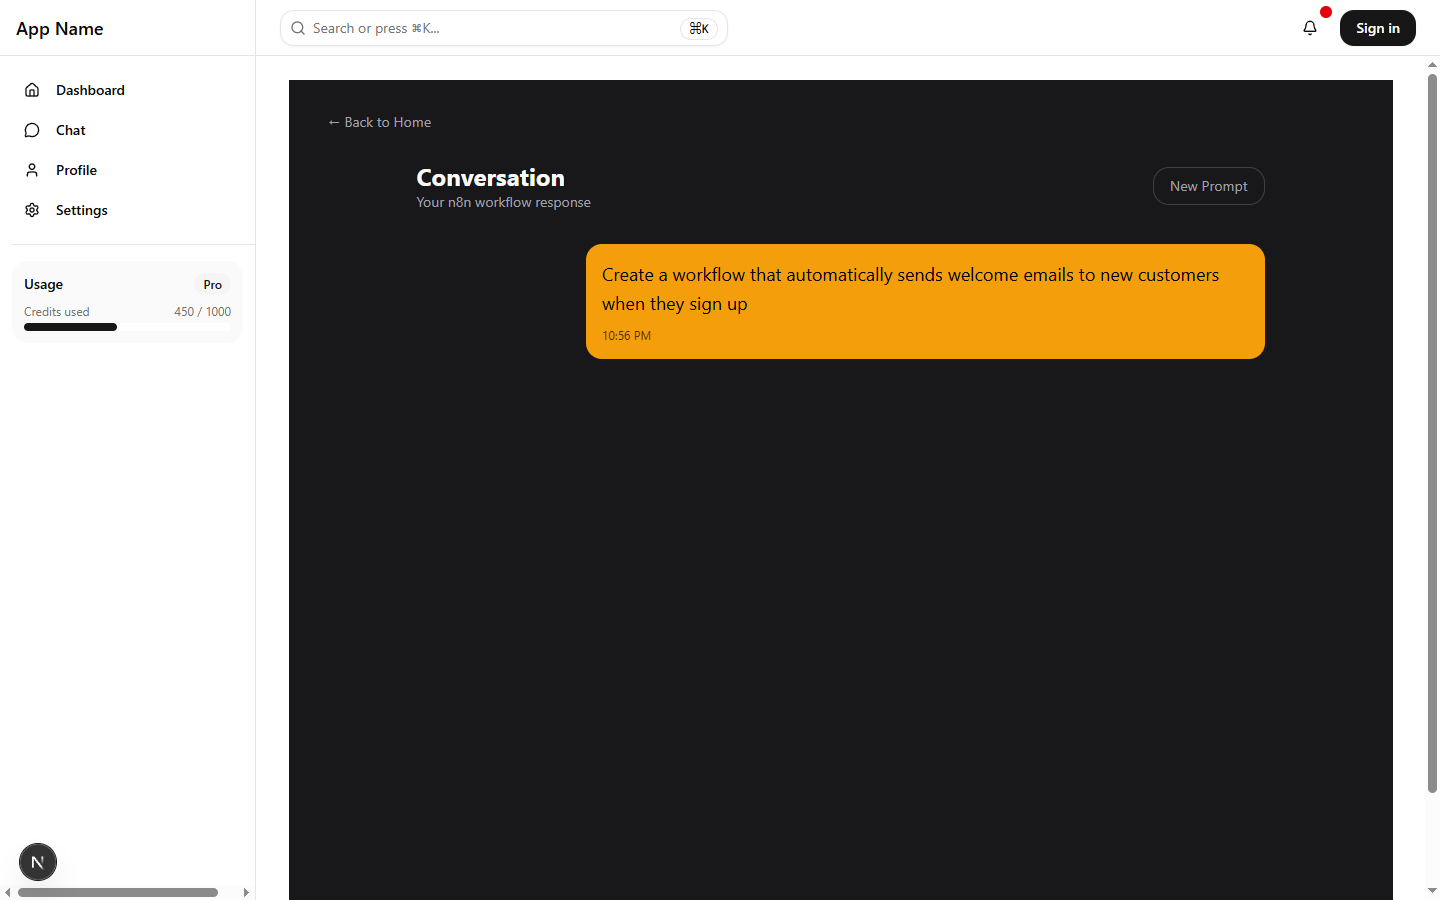 App Name
Search or press ⌘K...
⌘K
Sign in
Dashboard
Chat
Profile
Settings
Usage
Pro
Credits used
450 / 1000
← Back to Home
Conversation
Your n8n workflow response
New Prompt
Create a workflow that automatically sends welcome emails to new customers
when they sign up
10:56 PM
N